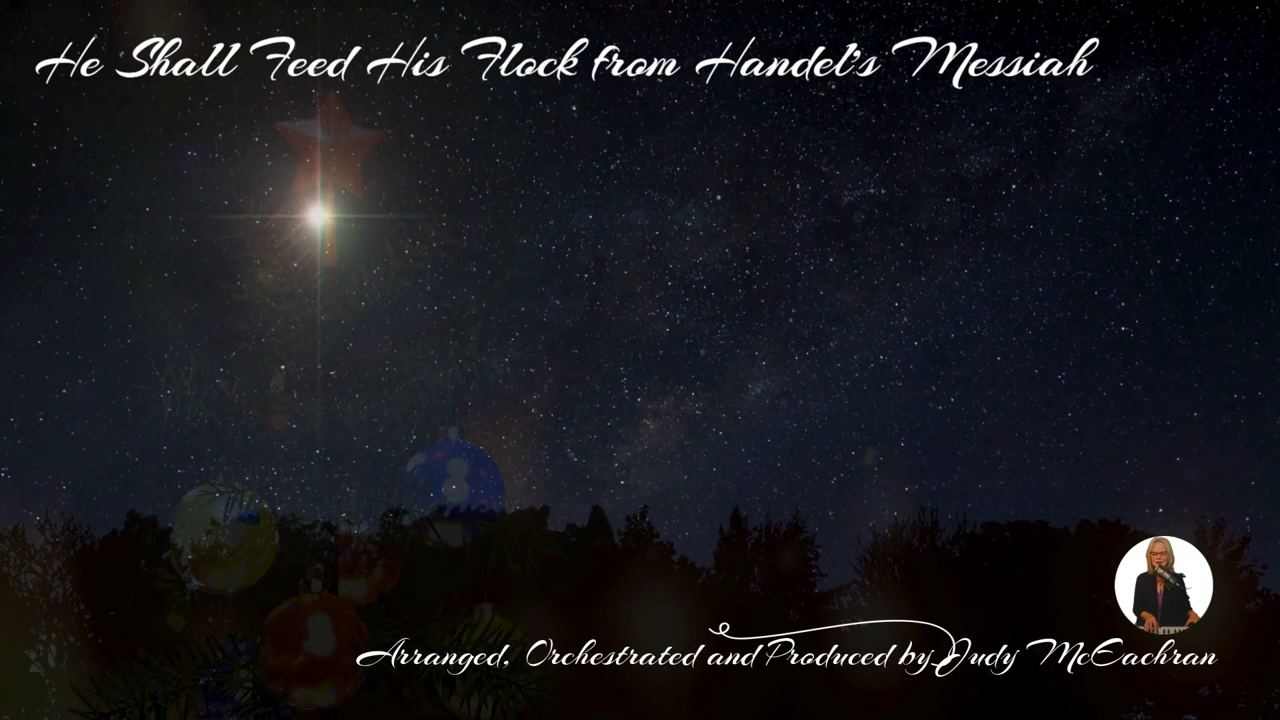 He Shall Feed His Flock from Handel's Messiah
Arranged, Orchestrated and Produced by Judy McEachran